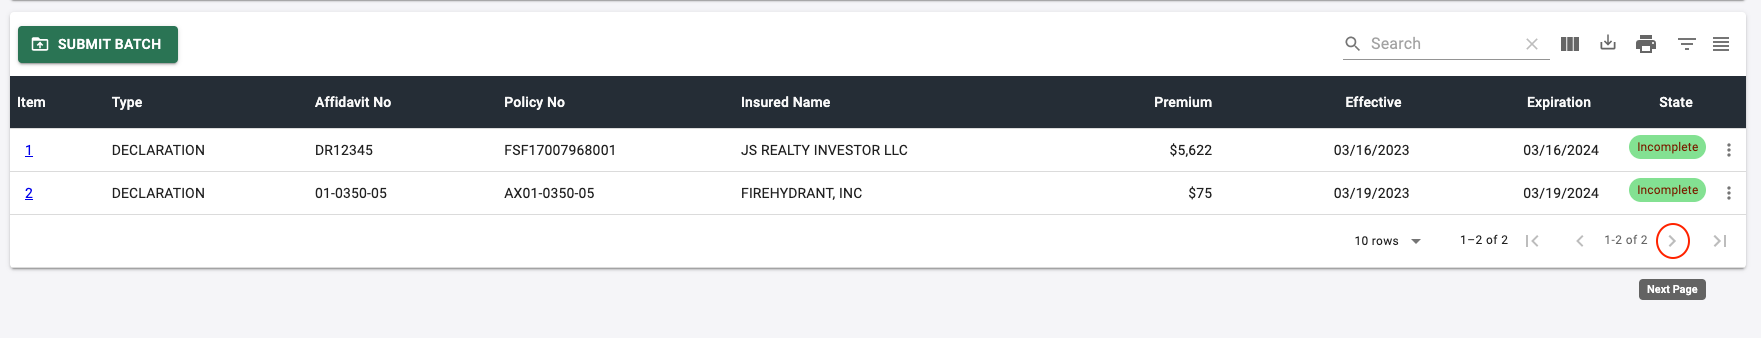 SUBMIT BATCH Search
Item Type Affidavit No Policy No Insured Name Premium Effective Expiration State
1 DECLARATION DR12345 FSF17007968001 JS REALTY INVESTOR LLC $5,622 03/16/2023 03/16/2024 Incomplete
2 DECLARATION 01-0350-05 AX01-0350-05 FIREHYDRANT, INC $75 03/19/2023 03/19/2024 Incomplete
10 rows 1–2 of 2 1-2 of 2
Next Page